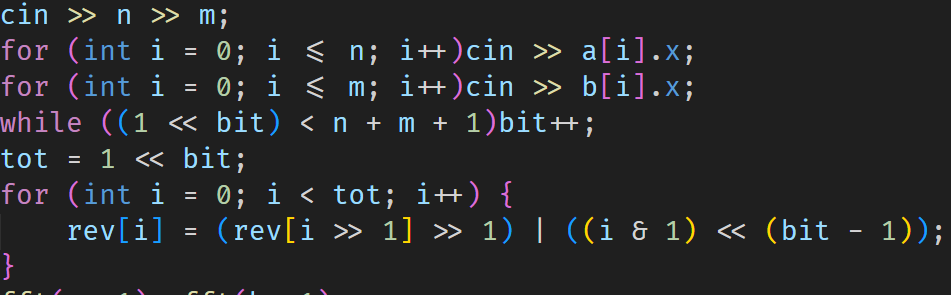 cin >> n >> m;
for (int i = 0; i <= n; i++)cin >> a[i].x;
for (int i = 0; i <= m; i++)cin >> b[i].x;
while ((1 << bit) < n + m + 1)bit++;
tot = 1 << bit;
for (int i = 0; i < tot; i++) {
    rev[i] = (rev[i >> 1] >> 1) | ((i & 1) << (bit - 1));
}